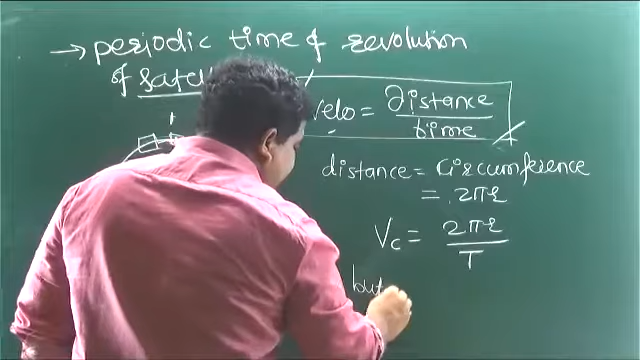 → periodic time of revolution
of
velo = distance / time
distance = circumference
= 2πr
Vc = 2πr / T
but